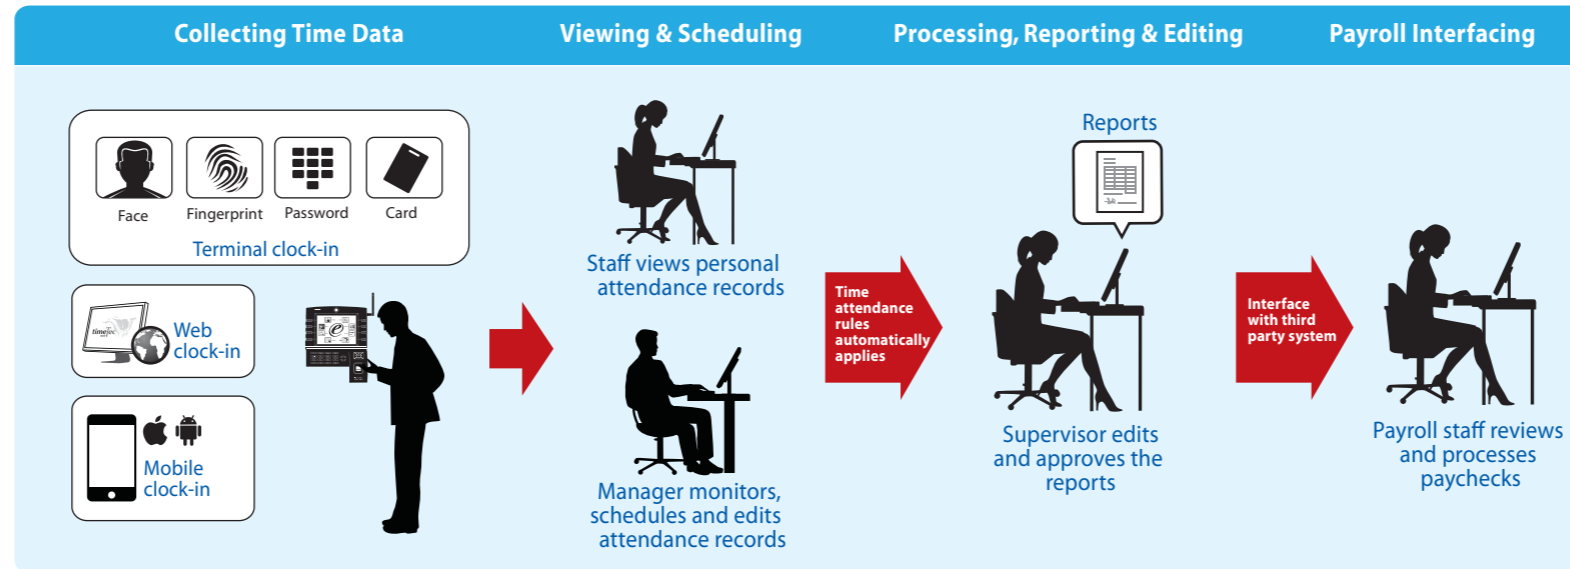 Collecting Time Data
Viewing & Scheduling
Processing, Reporting & Editing
Payroll Interfacing
Face
Fingerprint
Password
Card
Terminal clock-in
timeTec
Web
clock-in
Mobile
clock-in
Staff views personal
attendance records
Manager monitors,
schedules and edits
attendance records
Time
attendance
rules
automatically
applies
Reports
Supervisor edits
and approves the
reports
Interface
with third
party system
Payroll staff reviews
and processes
paychecks